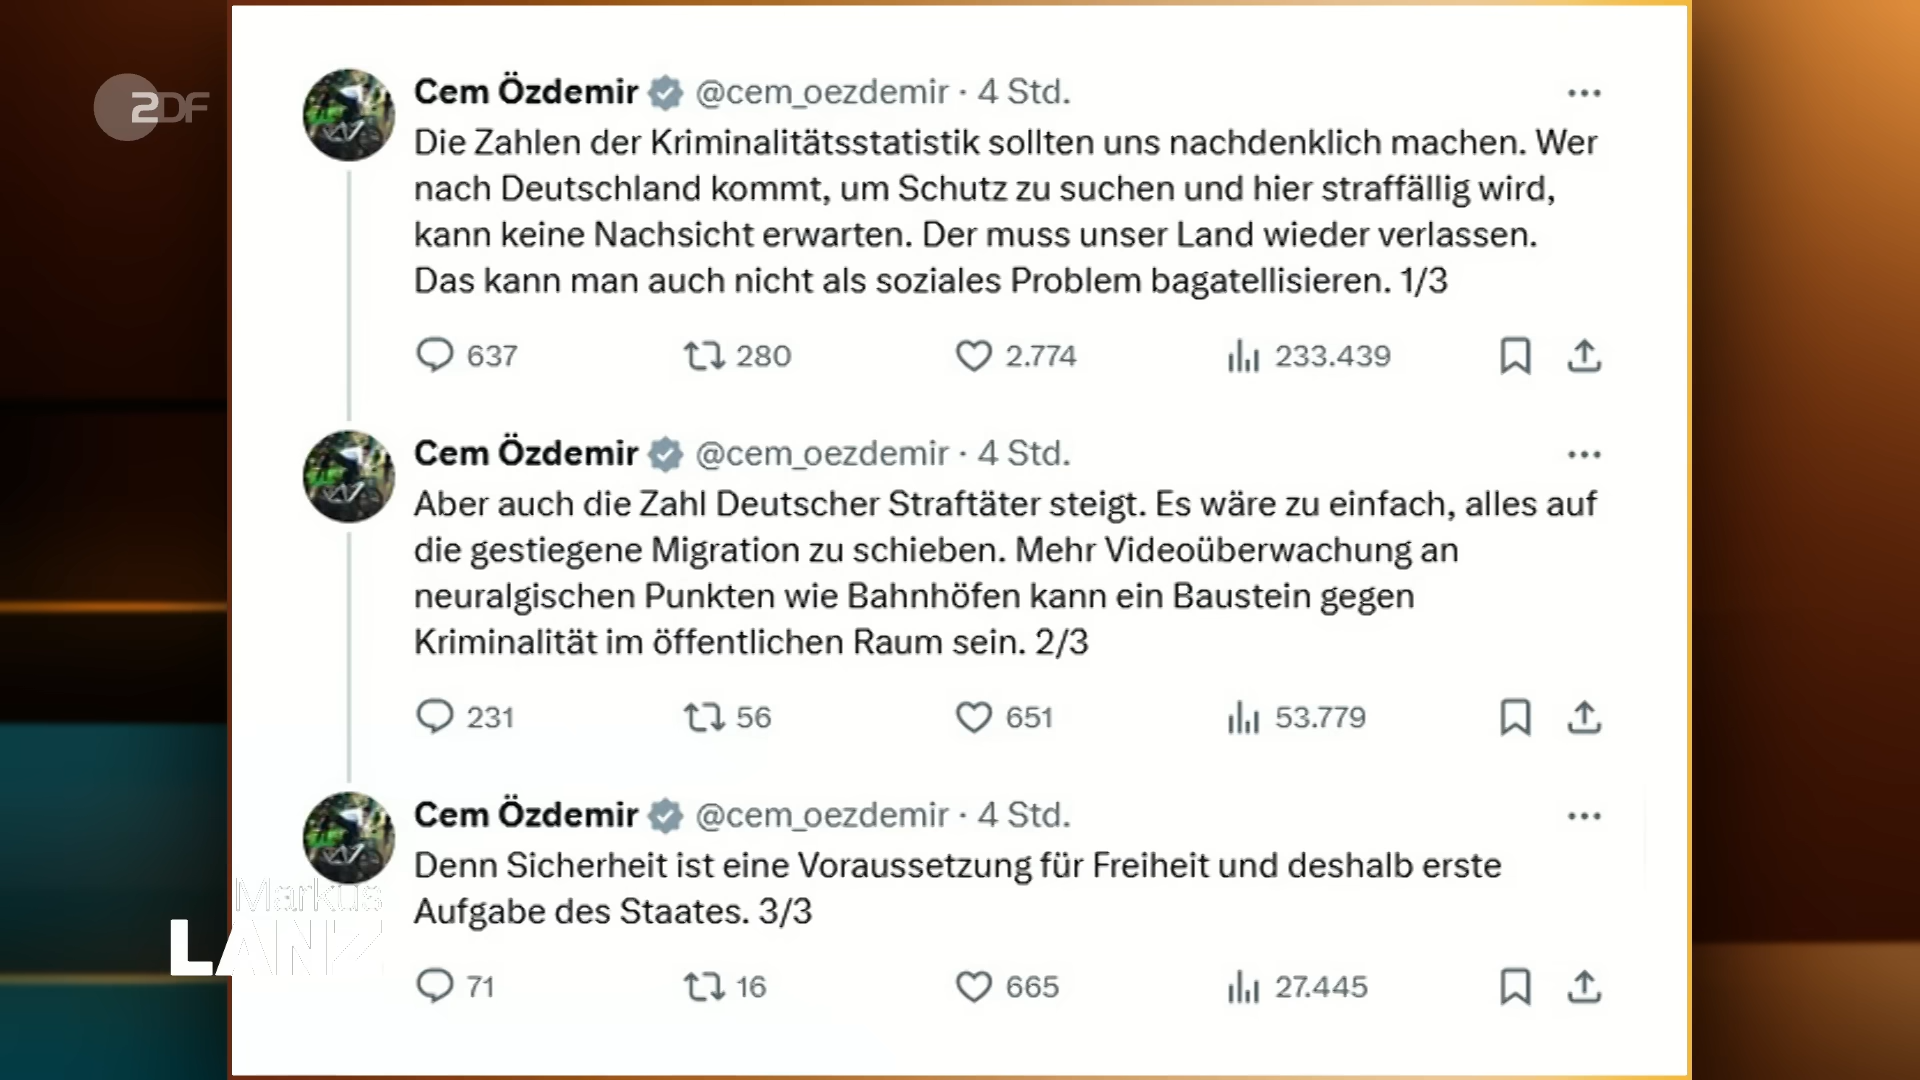 ZDF
Cem Özdemir @cem_oezdemir · 4 Std.
Die Zahlen der Kriminalitätsstatistik sollten uns nachdenklich machen. Wer
nach Deutschland kommt, um Schutz zu suchen und hier straffällig wird,
kann keine Nachsicht erwarten. Der muss unser Land wieder verlassen.
Das kann man auch nicht als soziales Problem bagatellisieren. 1/3
637 280 2.774 233.439
Cem Özdemir @cem_oezdemir · 4 Std.
Aber auch die Zahl Deutscher Straftäter steigt. Es wäre zu einfach, alles auf
die gestiegene Migration zu schieben. Mehr Videoüberwachung an
neuralgischen Punkten wie Bahnhöfen kann ein Baustein gegen
Kriminalität im öffentlichen Raum sein. 2/3
231 56 651 53.779
Cem Özdemir @cem_oezdemir · 4 Std.
Denn Sicherheit ist eine Voraussetzung für Freiheit und deshalb erste
Aufgabe des Staates. 3/3
71 16 665 27.445
Markus
LANZ